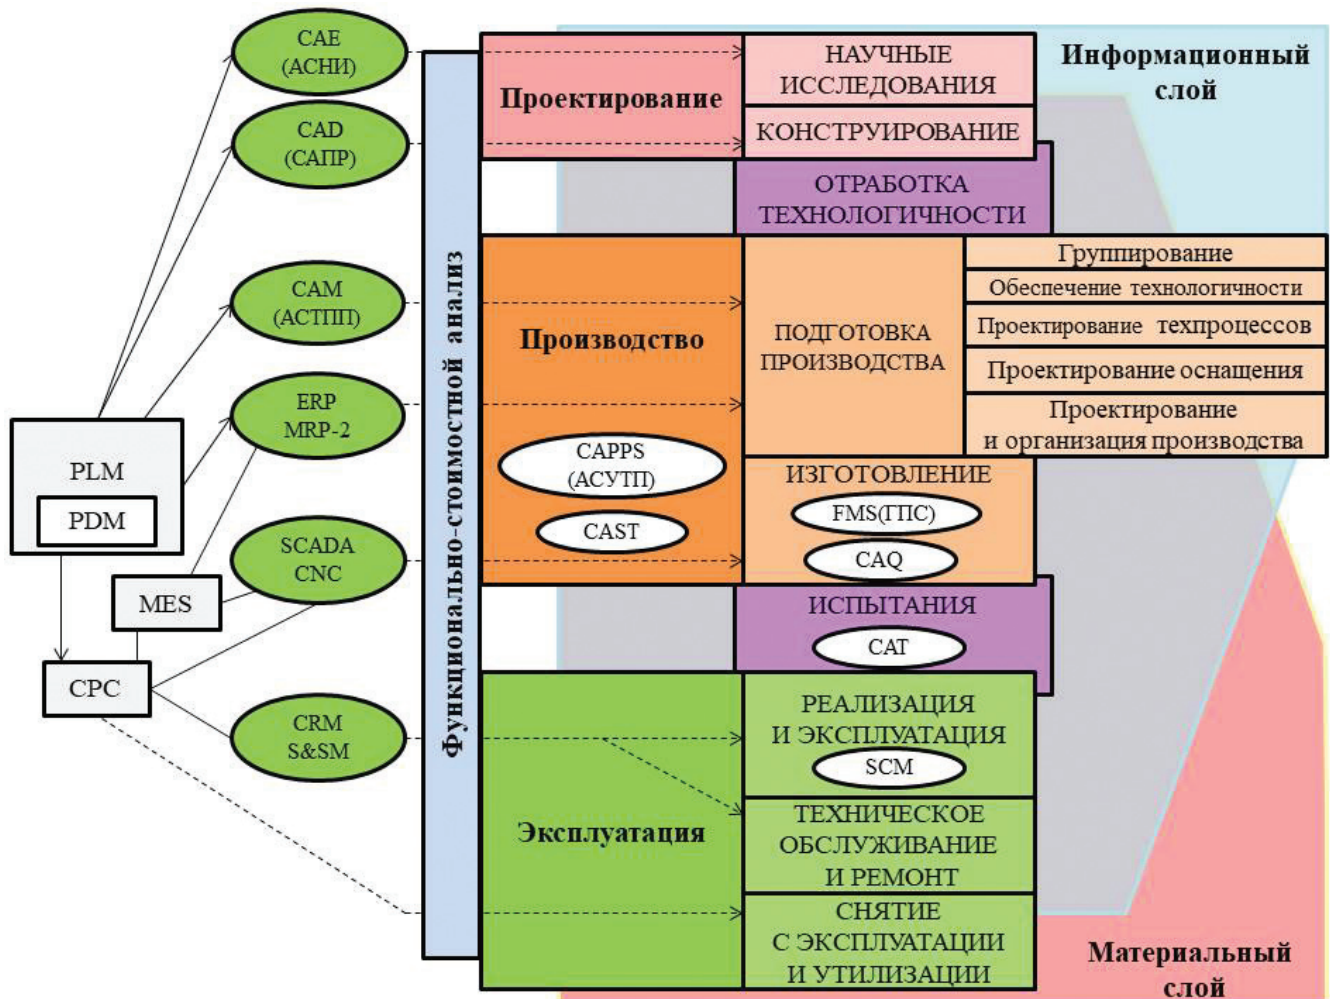 CAE
(АСНИ)
CAD
(САПР)
CAM
(АСТПП)
ERP
MRP-2
PLM
PDM
SCADA
CNC
MES
CPC
CRM
S&SM
Функционально-стоимостной анализ
Проектирование
НАУЧНЫЕ
ИССЛЕДОВАНИЯ
КОНСТРУИРОВАНИЕ
Информационный
слой
ОТРАБОТКА
ТЕХНОЛОГИЧНОСТИ
Производство
CAPPS
(АСУТП)
CAST
ПОДГОТОВКА
ПРОИЗВОДСТВА
Группирование
Обеспечение технологичности
Проектирование техпроцессов
Проектирование оснащения
Проектирование
и организация производства
ИЗГОТОВЛЕНИЕ
FMS(ГПС)
CAQ
ИСПЫТАНИЯ
CAT
Эксплуатация
РЕАЛИЗАЦИЯ
И ЭКСПЛУАТАЦИЯ
SCM
ТЕХНИЧЕСКОЕ
ОБСЛУЖИВАНИЕ
И РЕМОНТ
СНЯТИЕ
С ЭКСПЛУАТАЦИИ
И УТИЛИЗАЦИИ
Материальный
слой